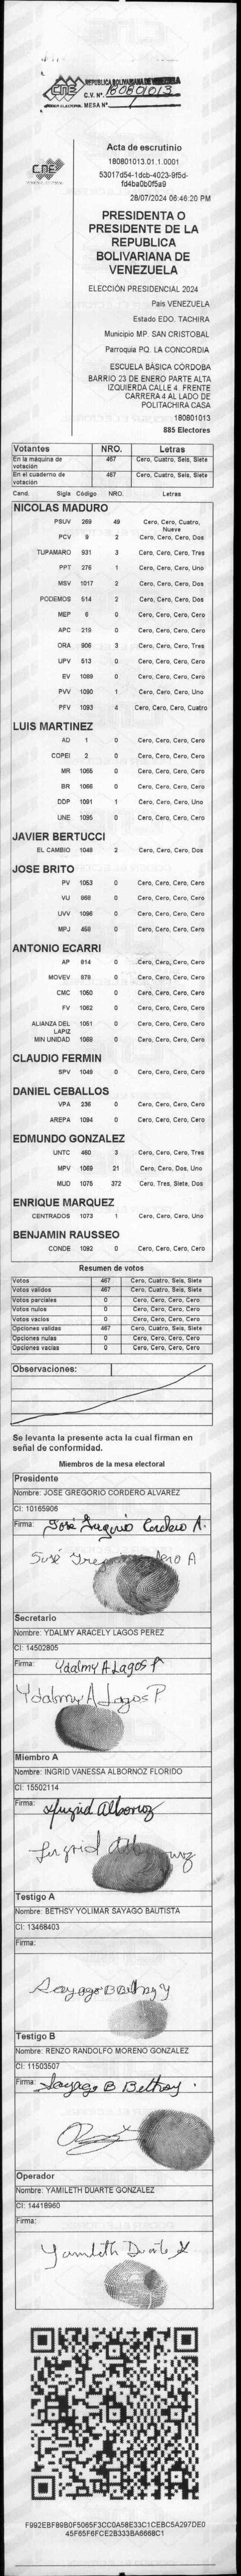 CNE
REPUBLICA BOLIVARIANA DE VENEZUELA
C.V. Nº. 180801013
MESA Nº
CNE
Acta de escrutinio
180801013.01.1.0001
53017d54-1dcb-4023-9f5d-
fd4ba0b0f5a9
28/07/2024 06:46:20 PM
PRESIDENTA O
PRESIDENTE DE LA
REPUBLICA
BOLIVARIANA DE
VENEZUELA
ELECCIÓN PRESIDENCIAL 2024
País VENEZUELA
Estado EDO. TACHIRA
Municipio MP. SAN CRISTOBAL
Parroquia PQ. LA CONCORDIA
ESCUELA BÁSICA CÓRDOBA
BARRIO 23 DE ENERO PARTE ALTA
IZQUIERDA CALLE 4. FRENTE
CARRERA 4 AL LADO DE
POLITACHIRA CASA
180801013
885 Electores
Votantes NRO. Letras
En la máquina de votación 467 Cero, Cuatro, Seis, Siete
En el cuaderno de votación 467 Cero, Cuatro, Seis, Siete
Cand. Sigla Código NRO. Letras
NICOLAS MADURO
PSUV 269 49 Cero, Cero, Cuatro, Nueve
PCV 9 2 Cero, Cero, Cero, Dos
TUPAMARO 931 3 Cero, Cero, Cero, Tres
PPT 276 1 Cero, Cero, Cero, Uno
MSV 1017 2 Cero, Cero, Cero, Dos
PODEMOS 514 2 Cero, Cero, Cero, Dos
MEP 6 0 Cero, Cero, Cero, Cero
APC 219 0 Cero, Cero, Cero, Cero
ORA 906 3 Cero, Cero, Cero, Tres
UPV 513 0 Cero, Cero, Cero, Cero
EV 1089 0 Cero, Cero, Cero, Cero
PVV 1090 1 Cero, Cero, Cero, Uno
PFV 1093 4 Cero, Cero, Cero, Cuatro
LUIS MARTINEZ
AD 1 0 Cero, Cero, Cero, Cero
COPEI 2 0 Cero, Cero, Cero, Cero
MR 1065 0 Cero, Cero, Cero, Cero
BR 1066 0 Cero, Cero, Cero, Cero
DDP 1091 1 Cero, Cero, Cero, Uno
UNE 1095 0 Cero, Cero, Cero, Cero
JAVIER BERTUCCI
EL CAMBIO 1048 2 Cero, Cero, Cero, Dos
JOSE BRITO
PV 1053 0 Cero, Cero, Cero, Cero
VU 868 0 Cero, Cero, Cero, Cero
UVV 1096 0 Cero, Cero, Cero, Cero
MPJ 458 0 Cero, Cero, Cero, Cero
ANTONIO ECARRI
AP 814 0 Cero, Cero, Cero, Cero
MOVEV 878 0 Cero, Cero, Cero, Cero
CMC 1050 0 Cero, Cero, Cero, Cero
FV 1062 0 Cero, Cero, Cero, Cero
ALIANZA DEL LAPIZ 1051 0 Cero, Cero, Cero, Cero
MIN UNIDAD 1069 0 Cero, Cero, Cero, Cero
CLAUDIO FERMIN
SPV 1049 0 Cero, Cero, Cero, Cero
DANIEL CEBALLOS
VPA 236 0 Cero, Cero, Cero, Cero
AREPA 1094 0 Cero, Cero, Cero, Cero
EDMUNDO GONZALEZ
UNTC 460 3 Cero, Cero, Cero, Tres
MPV 1069 21 Cero, Cero, Dos, Uno
MUD 1075 372 Cero, Tres, Siete, Dos
ENRIQUE MARQUEZ
CENTRADOS 1073 1 Cero, Cero, Cero, Uno
BENJAMIN RAUSSEO
CONDE 1092 0 Cero, Cero, Cero, Cero
Resumen de votos
Votos 467 Cero, Cuatro, Seis, Siete
Votos validos 467 Cero, Cuatro, Seis, Siete
Votos parciales 0 Cero, Cero, Cero, Cero
Votos nulos 0 Cero, Cero, Cero, Cero
Votos vacios 0 Cero, Cero, Cero, Cero
Opciones validas 467 Cero, Cuatro, Seis, Siete
Opciones nulas 0 Cero, Cero, Cero, Cero
Opciones vacias 0 Cero, Cero, Cero, Cero
Observaciones:
Se levanta la presente acta la cual firman en
señal de conformidad.
Miembros de la mesa electoral
Presidente
Nombre: JOSE GREGORIO CORDERO ALVAREZ
CI: 10165906
Firma: José Gregorio Cordero A.
José Greg dero A
Secretario
Nombre: YDALMY ARACELY LAGOS PEREZ
CI: 14502805
Firma: Ydalmy A Lagos P
Ydalmy A Lagos P
Miembro A
Nombre: INGRID VANESSA ALBORNOZ FLORIDO
CI: 15502114
Firma: Ingrid Albornoz
Ingrid Alb noz
Testigo A
Nombre: BETHSY YOLIMAR SAYAGO BAUTISTA
CI: 13468403
Firma:
Sayago B Bethsy Y
Testigo B
Nombre: RENZO RANDOLFO MORENO GONZALEZ
CI: 11503507
Firma: Sayago B Bethsy.
Operador
Nombre: YAMILETH DUARTE GONZALEZ
CI: 14418960
Firma:
Yamileth Duarte
F992EBF89B0F5065F3CC0A58E33C1CEBC5A297DE0
45F65F6FCE2B333BA6668C1